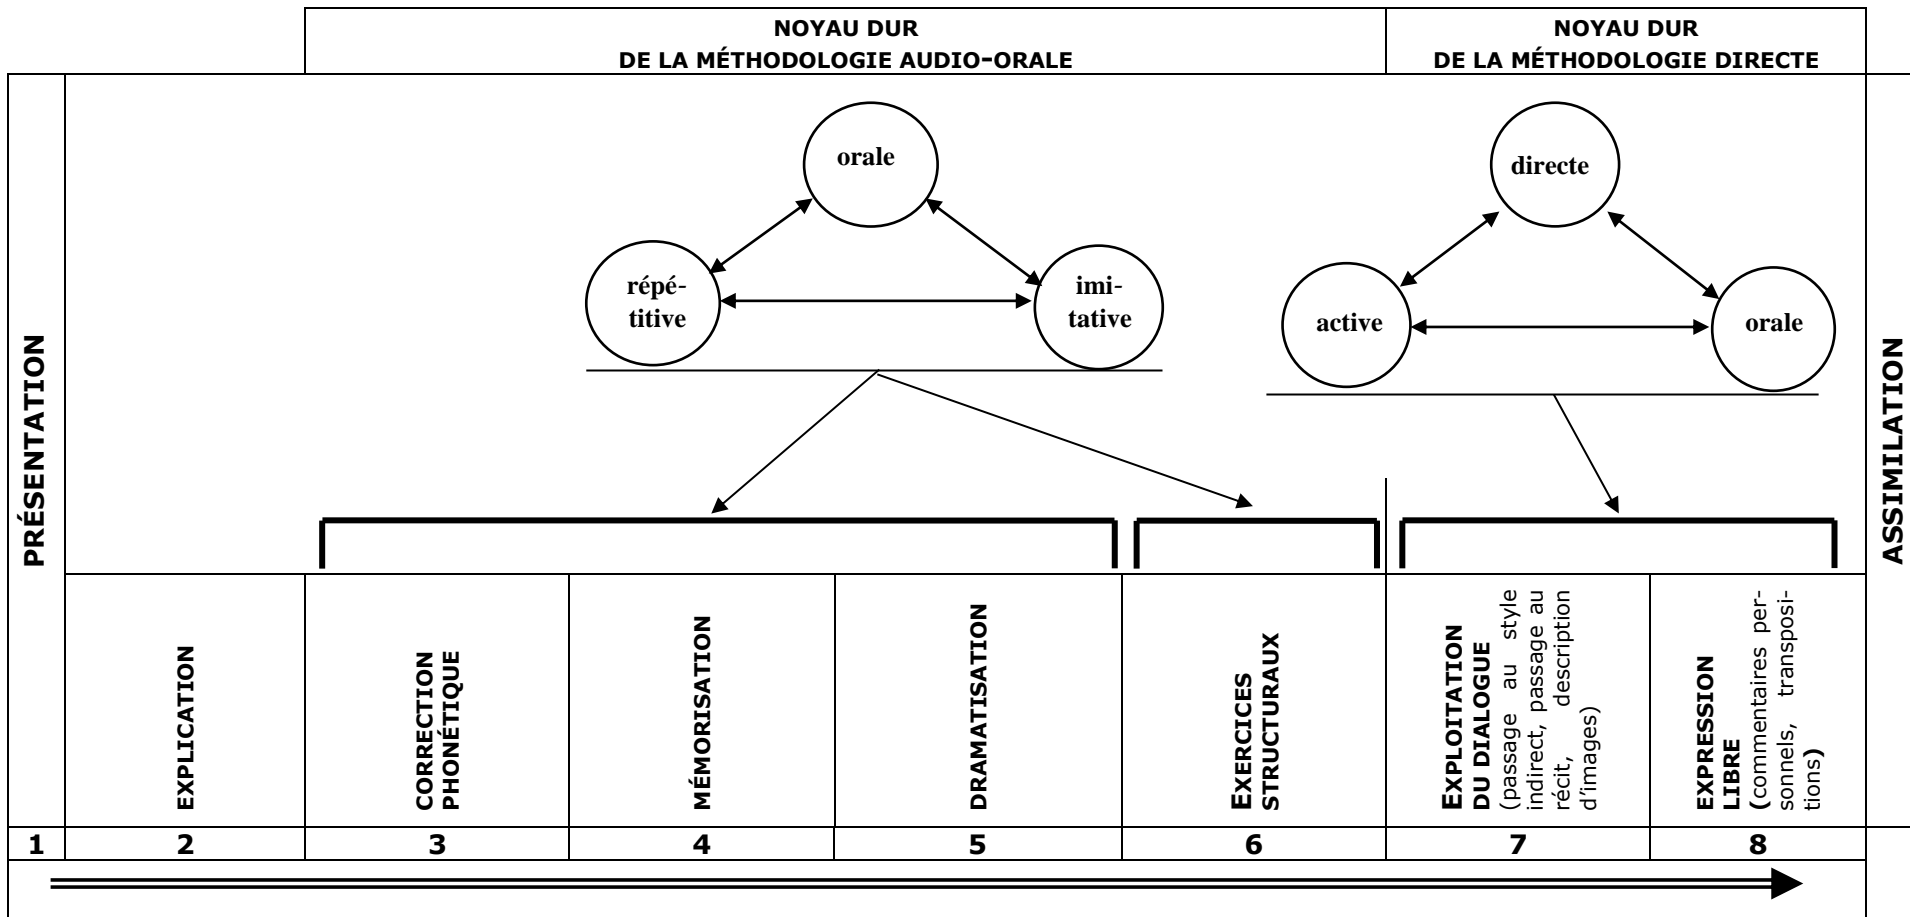 NOYAU DUR
DE LA MÉTHODOLOGIE AUDIO-ORALE
NOYAU DUR
DE LA MÉTHODOLOGIE DIRECTE
PRÉSENTATION
orale
répé-
titive
imi-
tative
directe
active
orale
ASSIMILATION
EXPLICATION
CORRECTION
PHONÉTIQUE
MÉMORISATION
DRAMATISATION
EXERCICES
STRUCTURAUX
EXPLOITATION
DU DIALOGUE
(passage au style
indirect, passage au
récit, description
d'images)
EXPRESSION
LIBRE
(commentaires per-
sonnels, transposi-
tions)
1 2 3 4 5 6 7 8